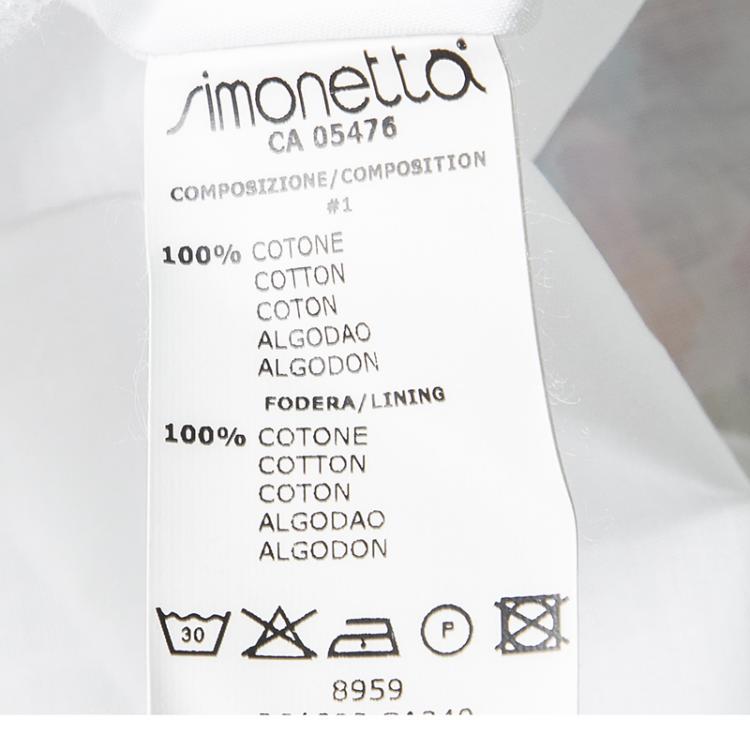 simonetta
CA 05476
COMPOSIZIONE/COMPOSITION
#1
100% COTONE
COTTON
COTON
ALGODAO
ALGODON
FODERA/LINING
100% COTONE
COTTON
COTON
ALGODAO
ALGODON
30 P
8959